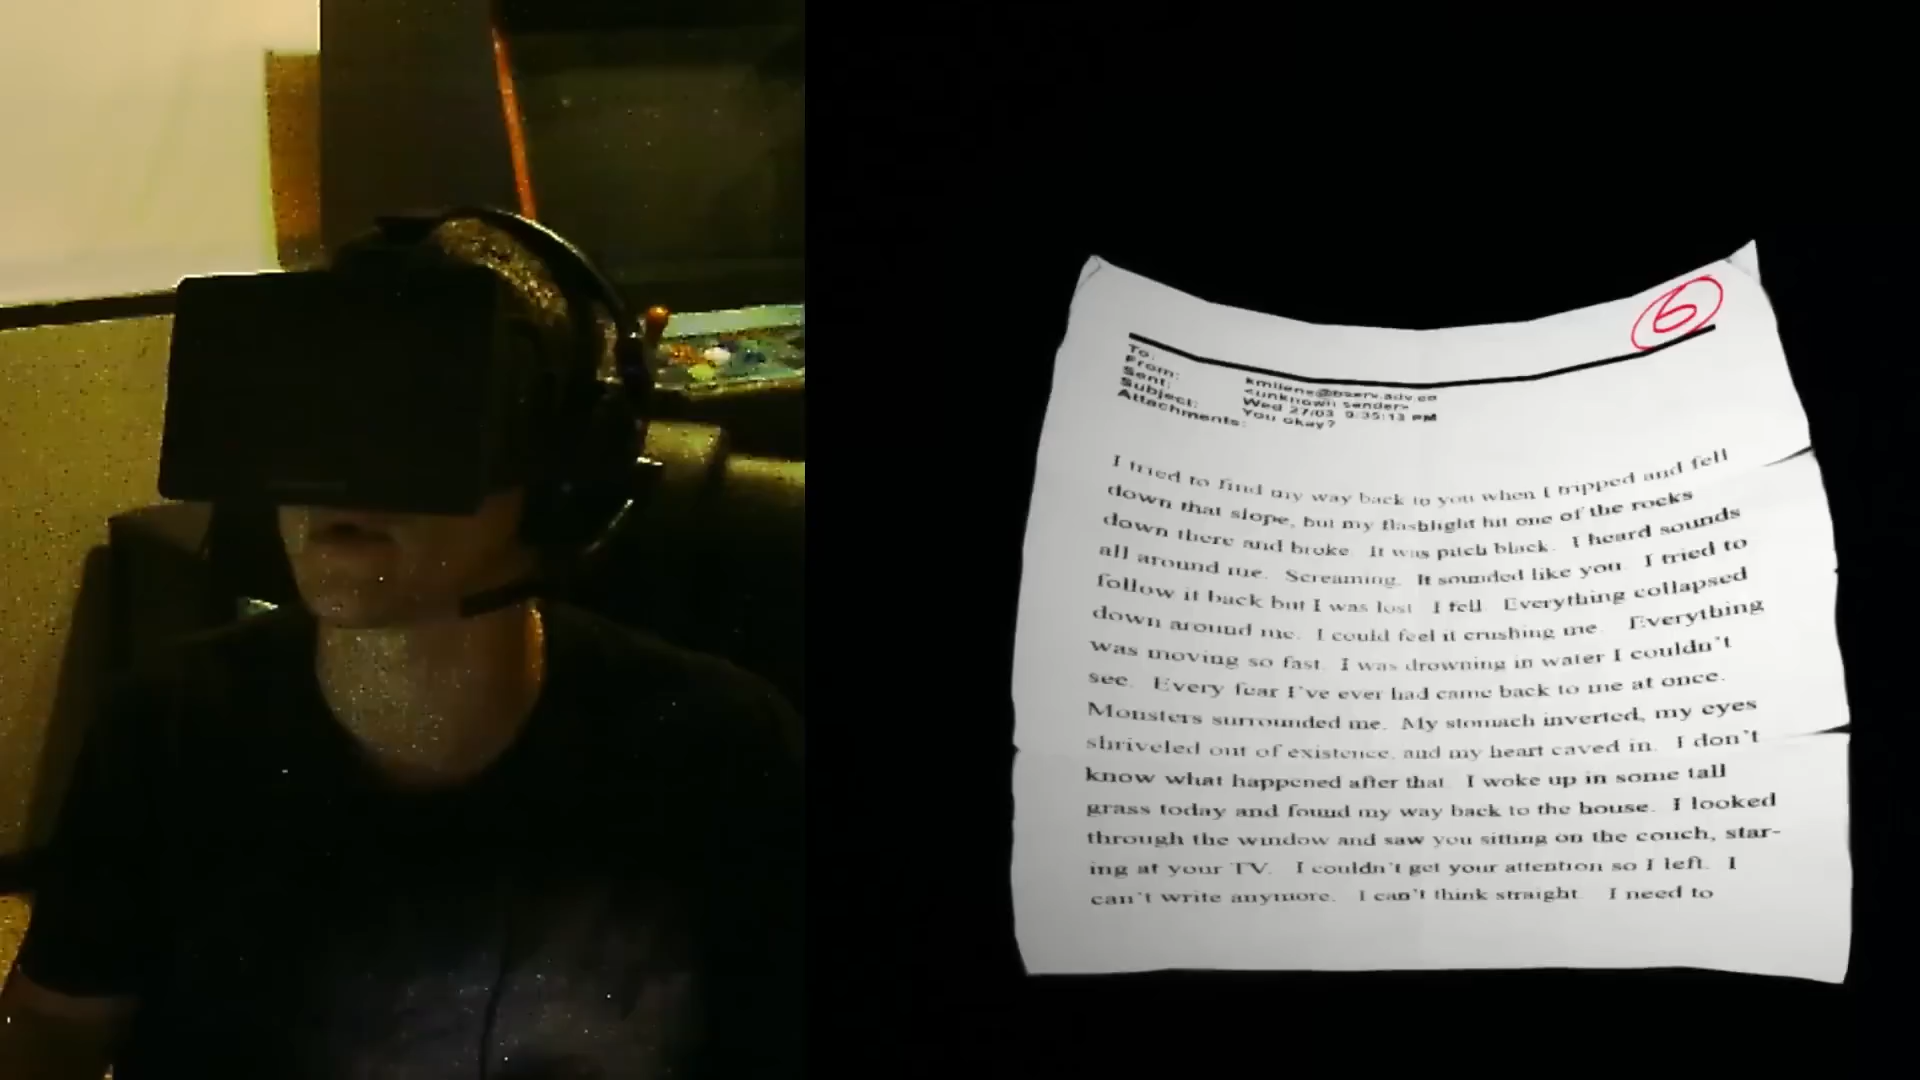 6
To: kmilene@bserv.adv.co
From: <unknown sender>
Sent: Wed 27/03 9:35:13 PM
Subject: You okay?
Attachments:
I tried to find my way back to you when I tripped and fell
down that slope, but my flashlight hit one of the rocks
down there and broke. It was pitch black. I heard sounds
all around me. Screaming. It sounded like you. I tried to
follow it back but I was lost. I fell. Everything collapsed
down around me. I could feel it crushing me. Everything
was moving so fast. I was drowning in water I couldn't
see. Every fear I've ever had came back to me at once.
Monsters surrounded me. My stomach inverted, my eyes
shriveled out of existence, and my heart caved in. I don't
know what happened after that. I woke up in some tall
grass today and found my way back to the house. I looked
through the window and saw you sitting on the couch, star-
ing at your TV. I couldn't get your attention so I left. I
can't write anymore. I can't think straight. I need to